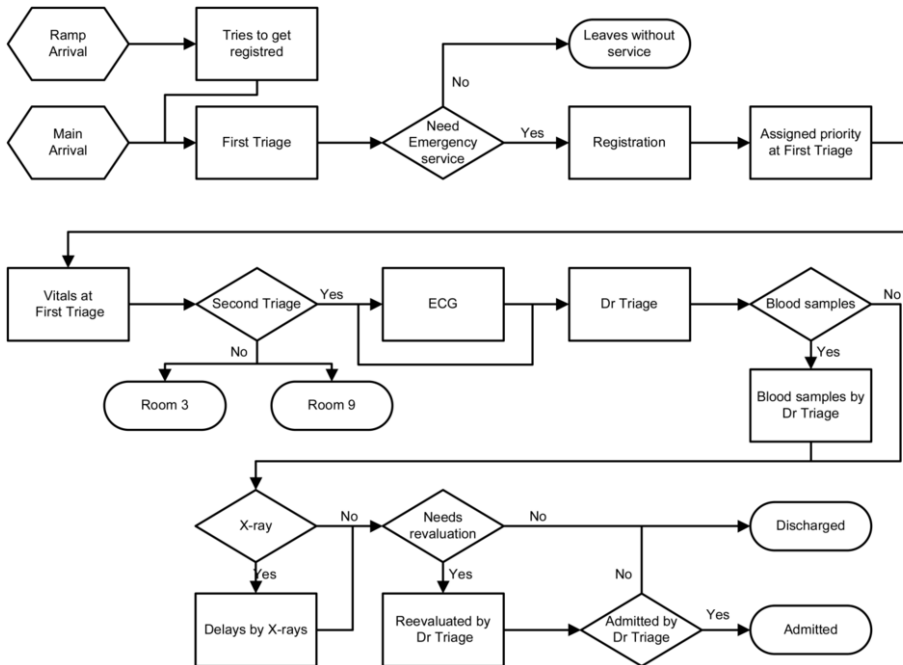 Ramp
Arrival
Tries to get
registred
Leaves without
service
No
Main
Arrival
First Triage
Need
Emergency
service
Yes
Registration
Assigned priority
at First Triage
Vitals at
First Triage
Second Triage
Yes
ECG
Dr Triage
Blood samples
No
No
Yes
Room 3
Room 9
Blood samples by
Dr Triage
X-ray
No
Needs
revaluation
No
Discharged
Yes
Yes
No
Delays by X-rays
Reevaluated by
Dr Triage
Admitted by
Dr Triage
Yes
Admitted